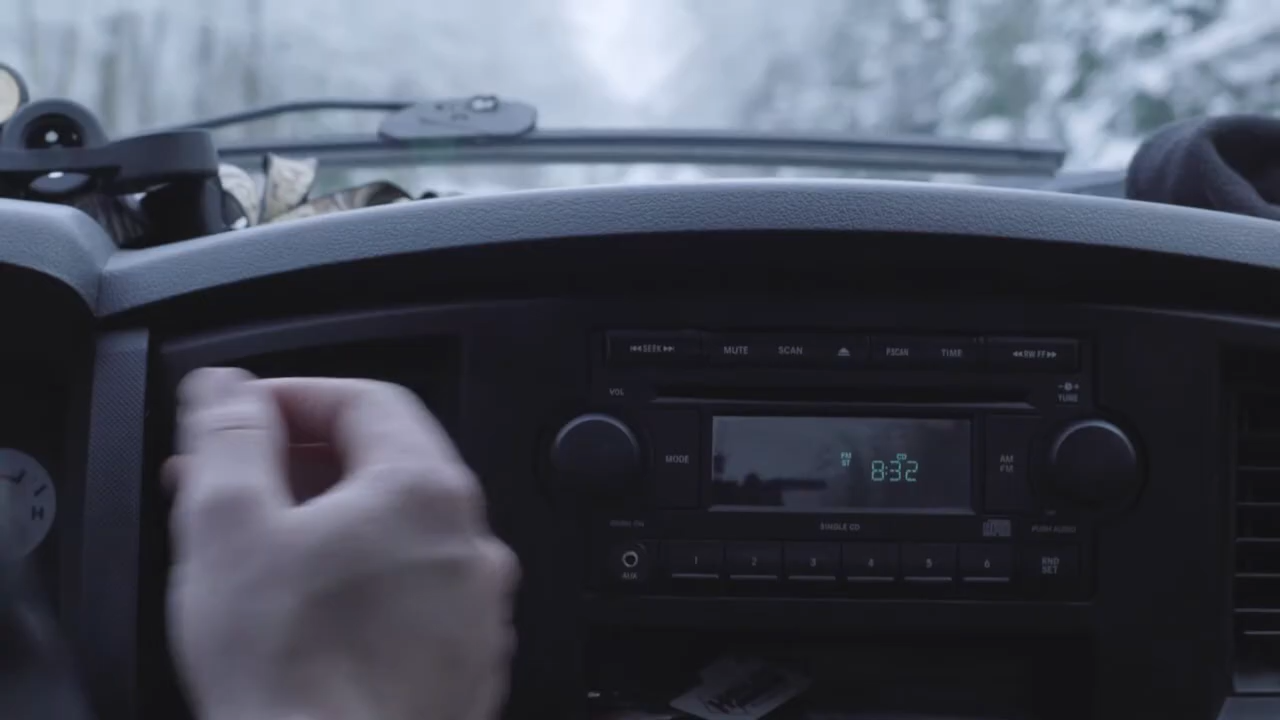 SEEK
MUTE
SCAN
P.SCAN
TIME
RW FF
VOL
TUNE
MODE
FM
ST
CD
8:32
AM
FM
SINGLE CD
PUSH AUDIO
AUX
1
2
3
4
5
6
RND
SET
H